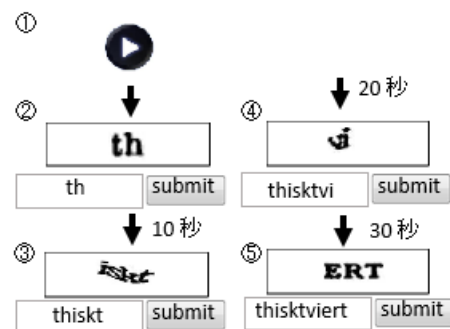 ①
②
th
th submit
10 秒
③
iskt
thiskt submit
20 秒
④
vi
thisktvi submit
30 秒
⑤
ERT
thisktviert submit